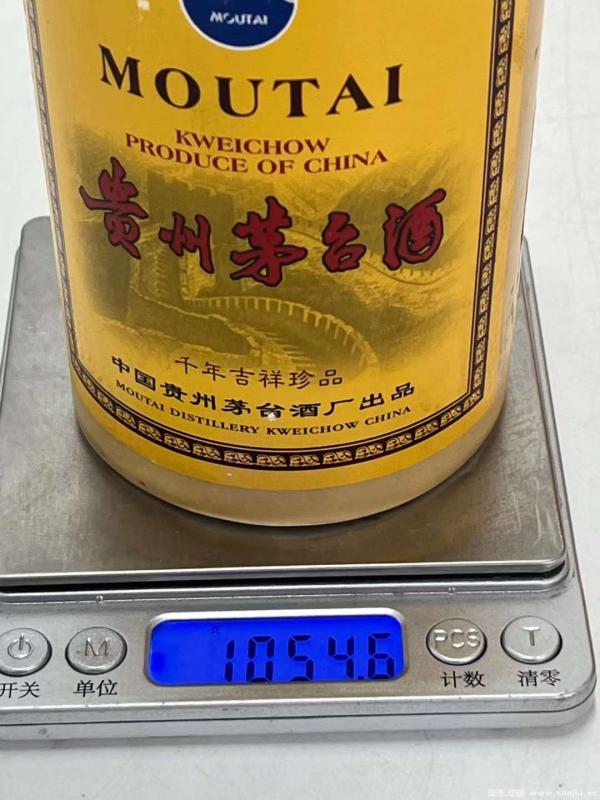 MOUTAI
MOUTAI
KWEICHOW
PRODUCE OF CHINA
贵州茅台酒
千年吉祥珍品
中国贵州茅台酒厂出品
MOUTAI DISTILLERY KWEICHOW CHINA
1054.6
M
PCS
T
开关
单位
计数
清零